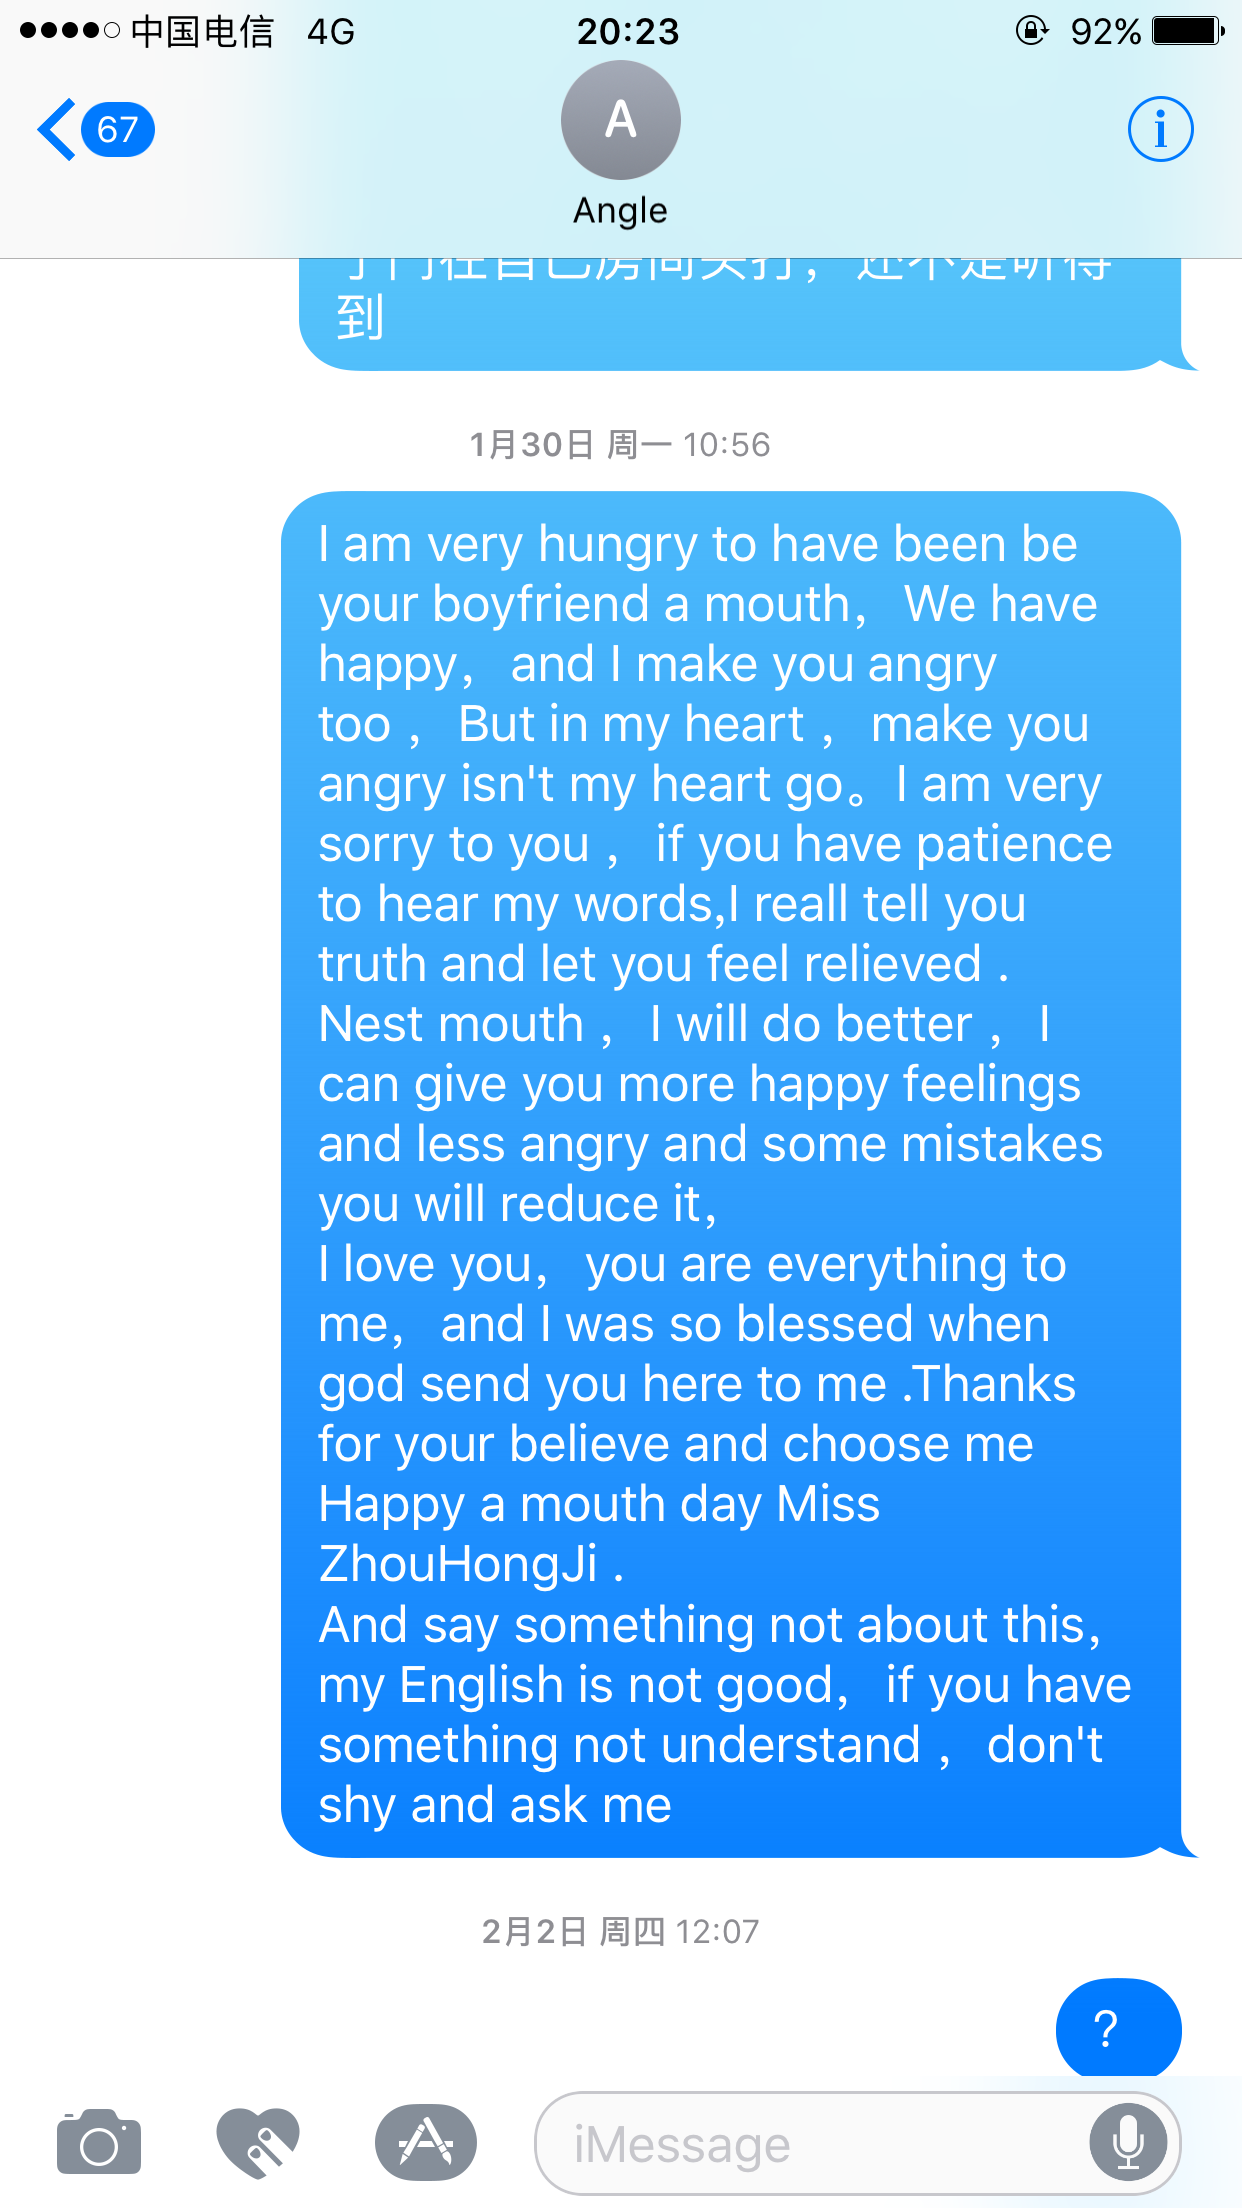 中国电信 4G 20:23 92%
67
A
Angle
到
1月30日 周一 10:56
I am very hungry to have been be
your boyfriend a mouth，We have
happy，and I make you angry
too ，But in my heart ，make you
angry isn't my heart go。I am very
sorry to you ，if you have patience
to hear my words,I reall tell you
truth and let you feel relieved .
Nest mouth ，I will do better ，I
can give you more happy feelings
and less angry and some mistakes
you will reduce it，
I love you，you are everything to
me，and I was so blessed when
god send you here to me .Thanks
for your believe and choose me
Happy a mouth day Miss
ZhouHongJi .
And say something not about this，
my English is not good，if you have
something not understand ，don't
shy and ask me
2月2日 周四 12:07
？
iMessage